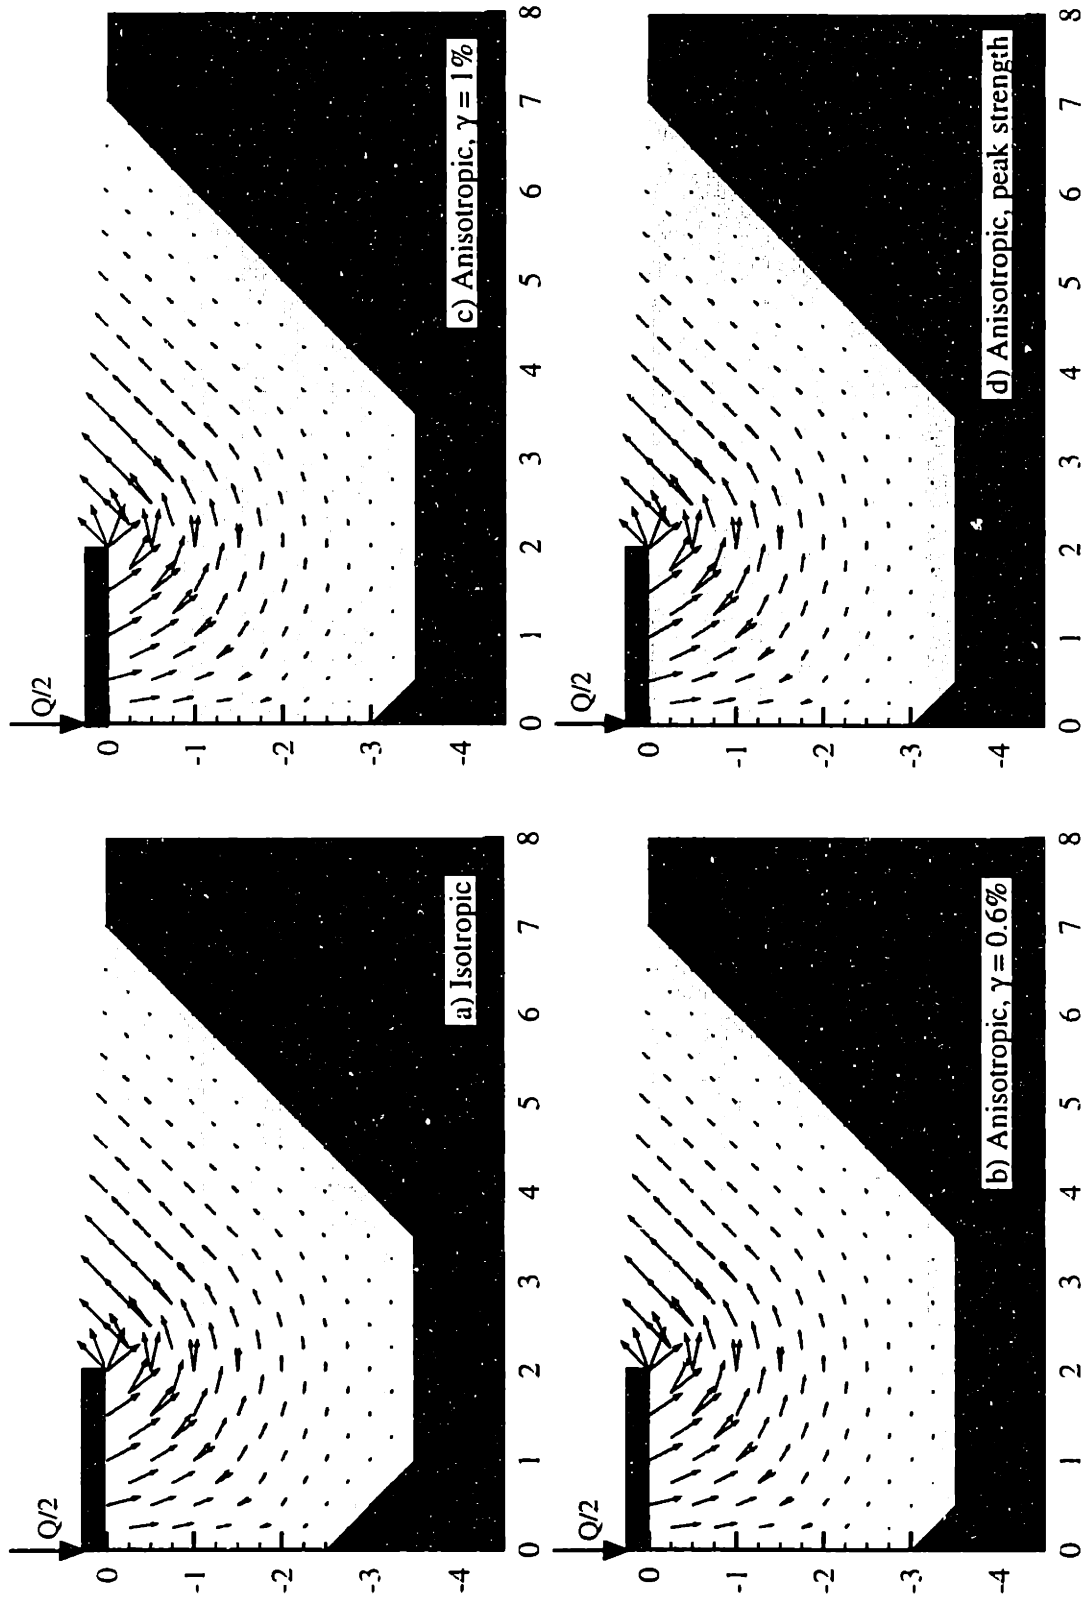 Q/2
0
-1
-2
-3
-4
0 1 2 3 4 5 6 7 8
a) Isotropic
Q/2
0
-1
-2
-3
-4
0 1 2 3 4 5 6 7 8
b) Anisotropic, γ = 0.6%
Q/2
0
-1
-2
-3
-4
0 1 2 3 4 5 6 7 8
c) Anisotropic, γ = 1%
Q/2
0
-1
-2
-3
-4
0 1 2 3 4 5 6 7 8
d) Anisotropic, peak strength